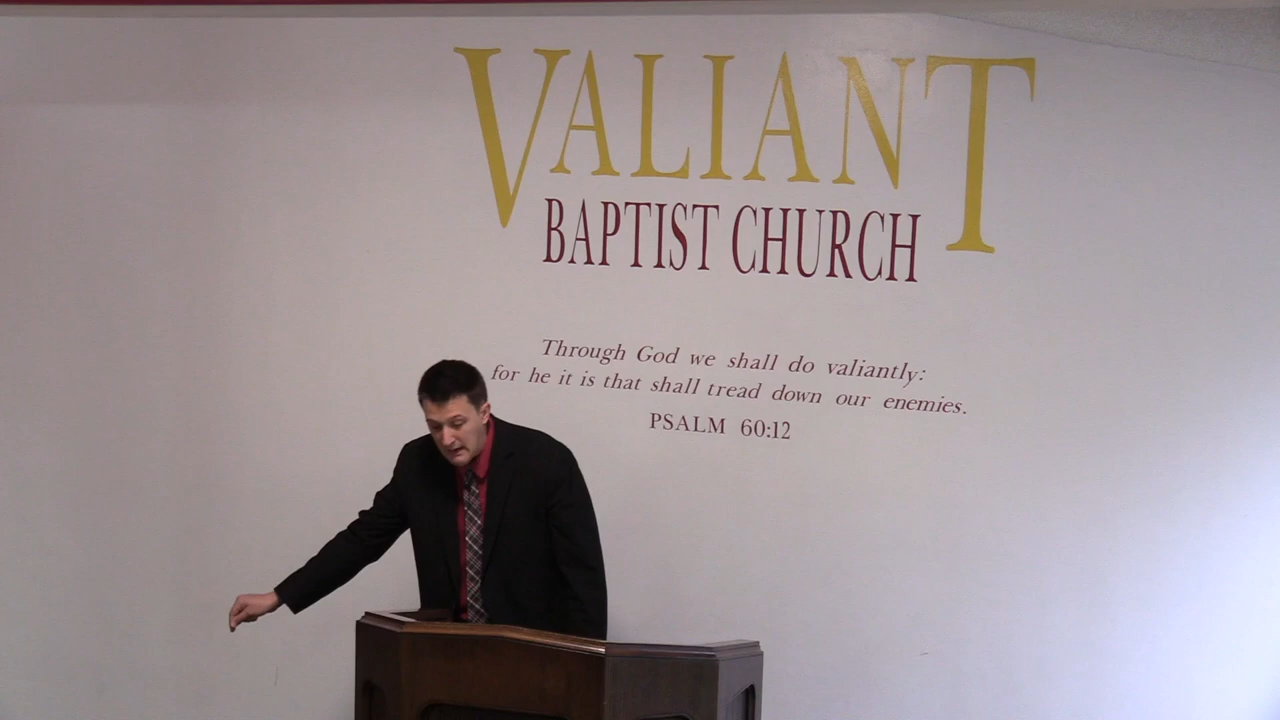 VALIANT
BAPTIST CHURCH
Through God we shall do valiantly:
for he it is that shall tread down our enemies.
PSALM 60:12